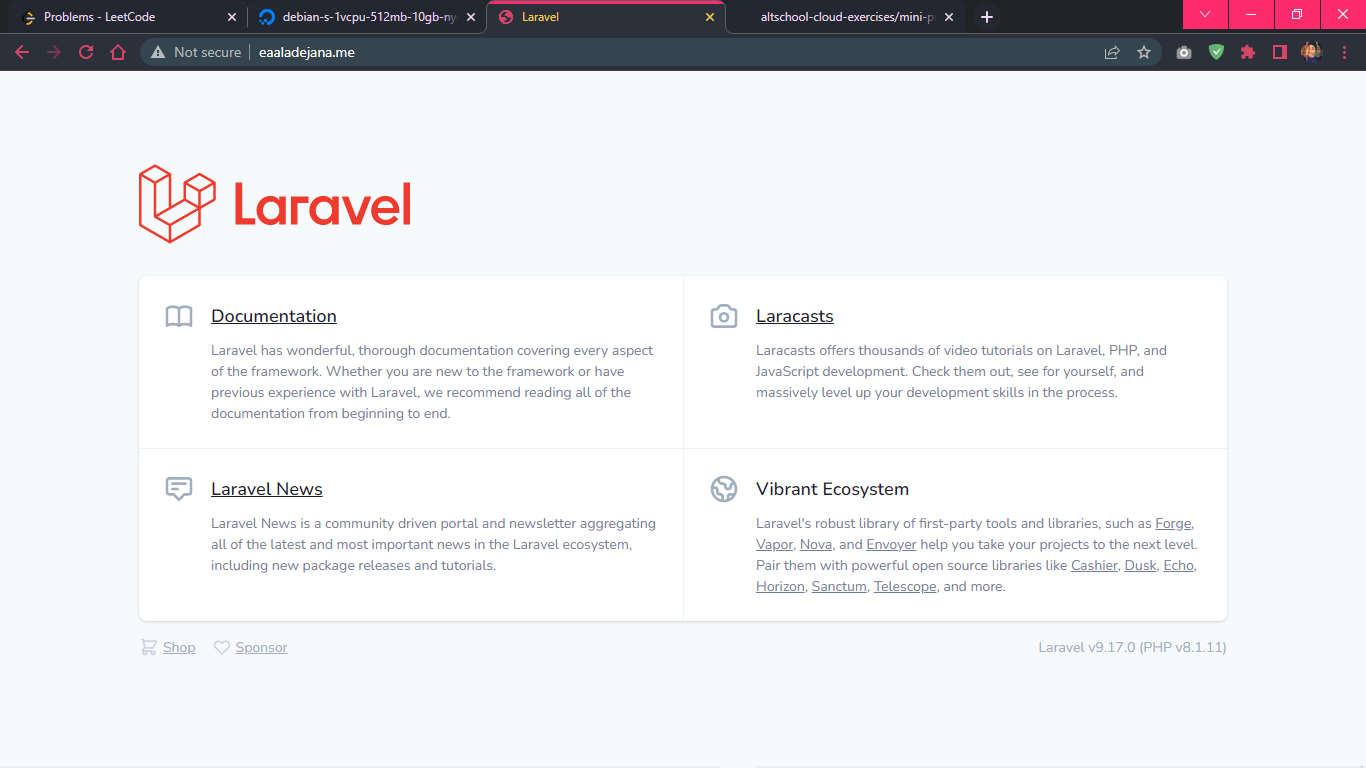 Problems - LeetCode
debian-s-1vcpu-512mb-10gb-ny
Laravel
altschool-cloud-exercises/mini-p
Not secure
eaaladejana.me
Laravel
Documentation
Laravel has wonderful, thorough documentation covering every aspect
of the framework. Whether you are new to the framework or have
previous experience with Laravel, we recommend reading all of the
documentation from beginning to end.
Laracasts
Laracasts offers thousands of video tutorials on Laravel, PHP, and
JavaScript development. Check them out, see for yourself, and
massively level up your development skills in the process.
Laravel News
Laravel News is a community driven portal and newsletter aggregating
all of the latest and most important news in the Laravel ecosystem,
including new package releases and tutorials.
Vibrant Ecosystem
Laravel's robust library of first-party tools and libraries, such as Forge,
Vapor, Nova, and Envoyer help you take your projects to the next level.
Pair them with powerful open source libraries like Cashier, Dusk, Echo,
Horizon, Sanctum, Telescope, and more.
Shop
Sponsor
Laravel v9.17.0 (PHP v8.1.11)